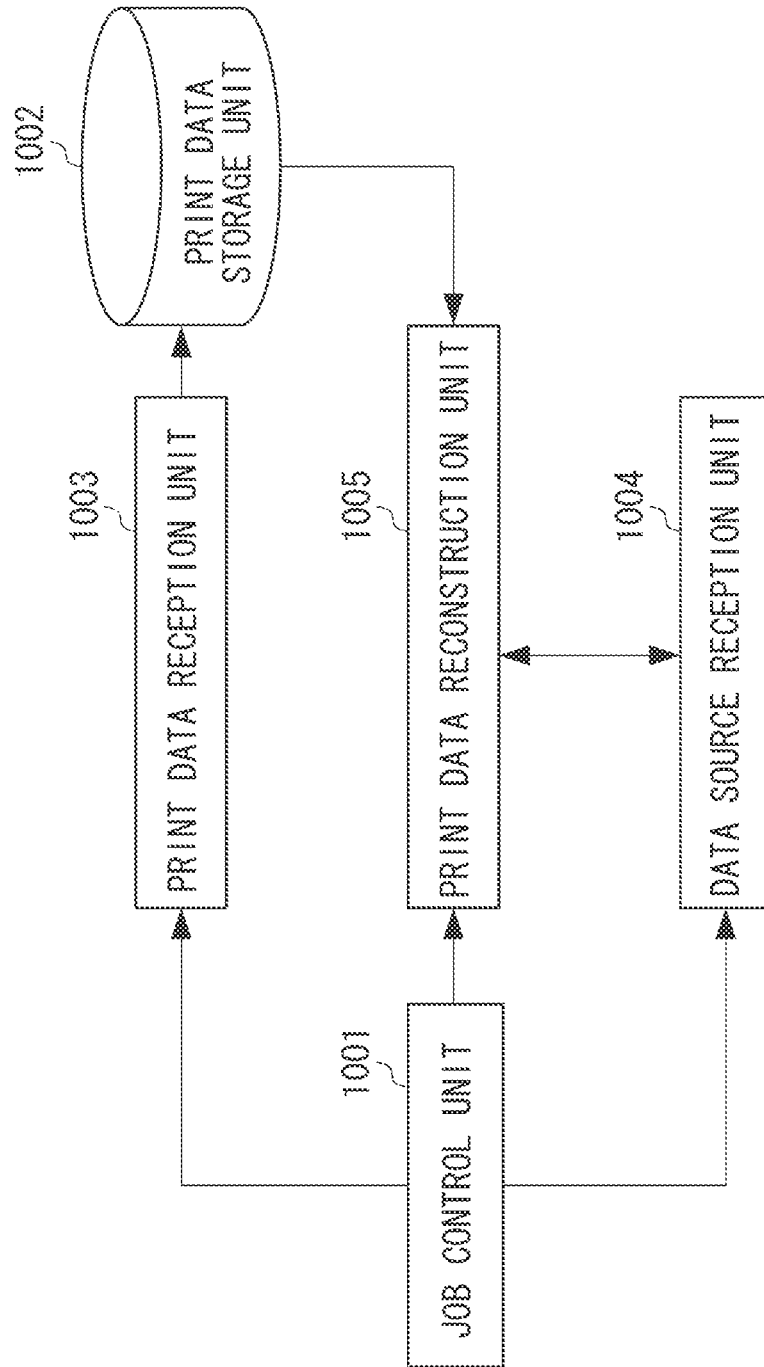 1002
PRINT DATA
STORAGE UNIT
1003
PRINT DATA RECEPTION UNIT
1005
PRINT DATA RECONSTRUCTION UNIT
1004
DATA SOURCE RECEPTION UNIT
1001
JOB CONTROL UNIT